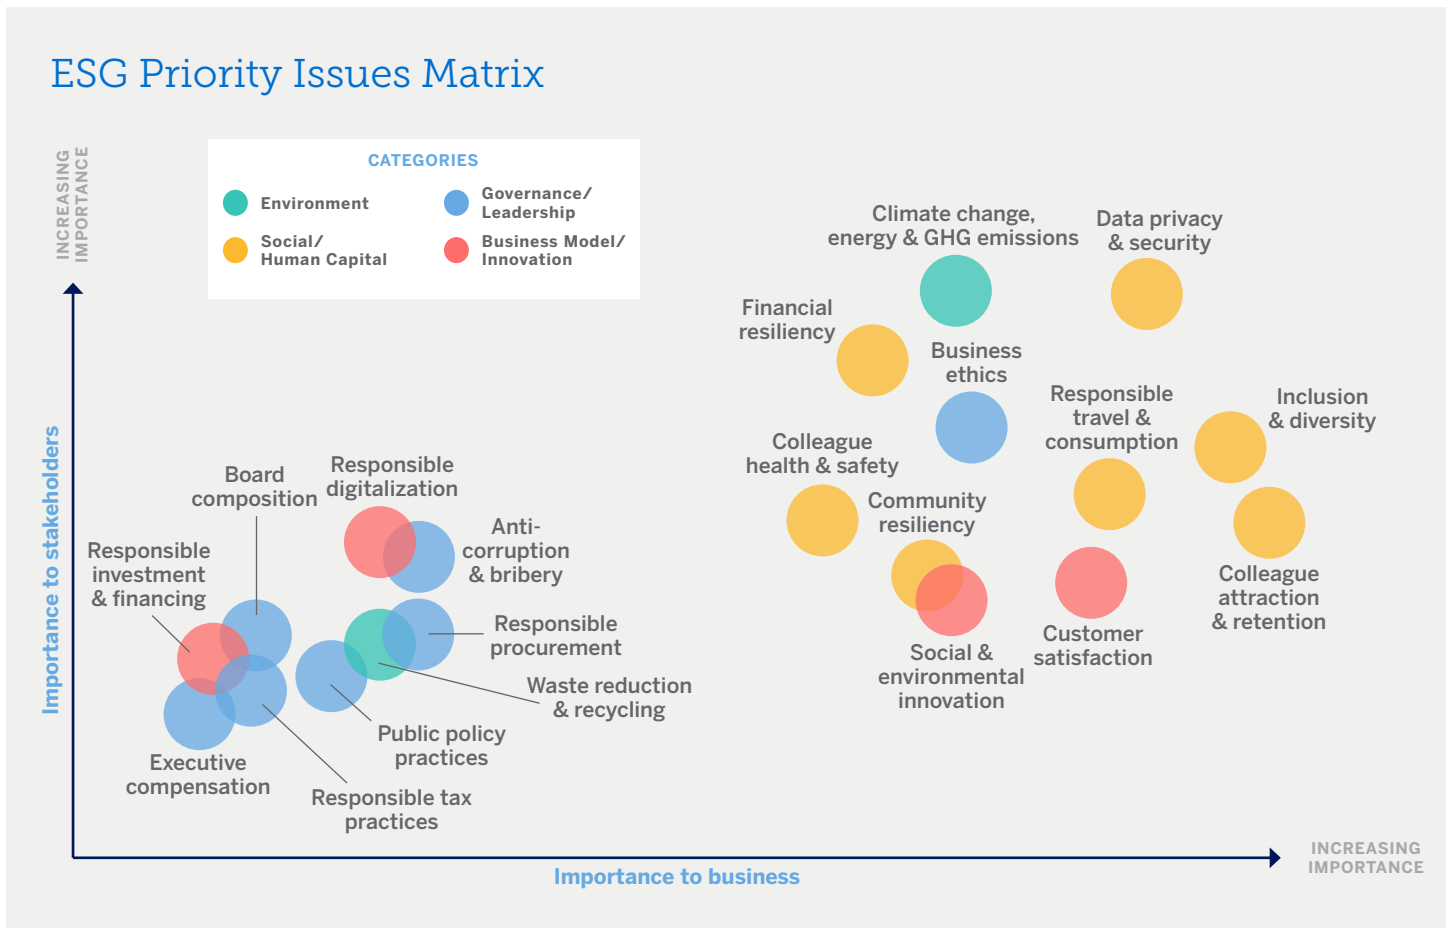 ESG Priority Issues Matrix
INCREASING
IMPORTANCE
CATEGORIES
Environment
Governance/
Leadership
Social/
Human Capital
Business Model/
Innovation
Climate change,
energy & GHG emissions
Data privacy
& security
Financial
resiliency
Business
ethics
Responsible
travel &
consumption
Inclusion
& diversity
Colleague
health & safety
Community
resiliency
Colleague
attraction
& retention
Customer
satisfaction
Social &
environmental
innovation
Importance to stakeholders
Board
composition
Responsible
digitalization
Anti-
corruption
& bribery
Responsible
investment
& financing
Responsible
procurement
Waste reduction
& recycling
Public policy
practices
Executive
compensation
Responsible tax
practices
Importance to business
INCREASING
IMPORTANCE